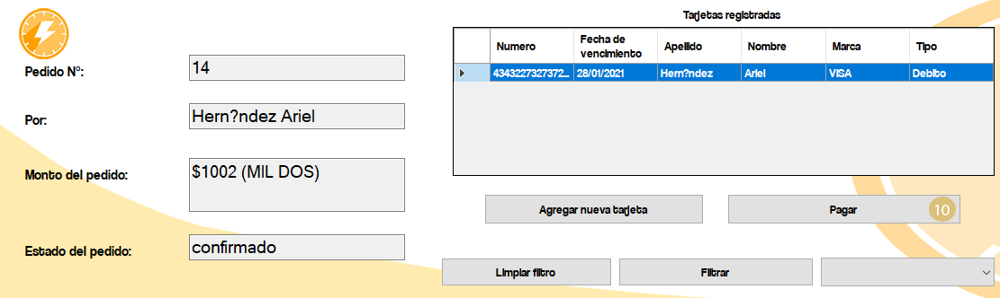 Pedido Nº:
14
Por:
Hern?ndez Ariel
Monto del pedido:
$1002 (MIL DOS)
Estado del pedido:
confirmado
Tarjetas registradas
Numero
Fecha de
vencimiento
Apellido
Nombre
Marca
Tipo
4343227327372...
28/01/2021
Hern?ndez
Ariel
VISA
Debito
Agregar nueva tarjeta
Pagar
10
Limpiar filtro
Filtrar